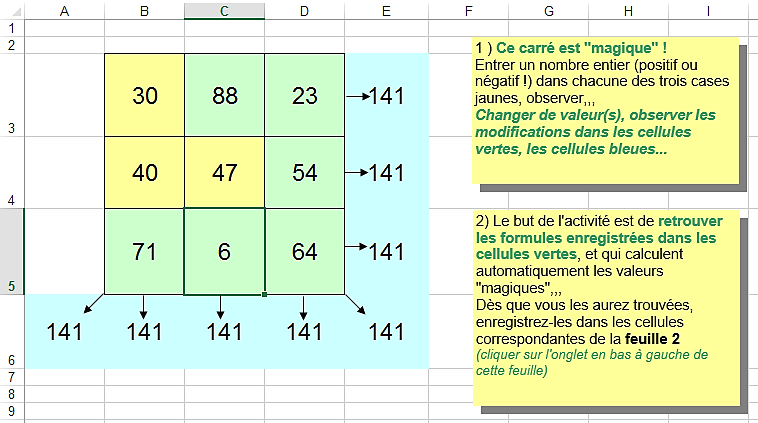 A B C D E F G H I
1
2
3
4
5
6
7
8
9
30 88 23 141
40 47 54 141
71 6 64 141
141 141 141 141 141
1 ) Ce carré est "magique" !
Entrer un nombre entier (positif ou
négatif !) dans chacune des trois cases
jaunes, observer,,,
Changer de valeur(s), observer les
modifications dans les cellules
vertes, les cellules bleues...
2) Le but de l'activité est de retrouver
les formules enregistrées dans les
cellules vertes, et qui calculent
automatiquement les valeurs
"magiques",,,
Dès que vous les aurez trouvées,
enregistrez-les dans les cellules
correspondantes de la feuille 2
(cliquer sur l'onglet en bas à gauche de
cette feuille)